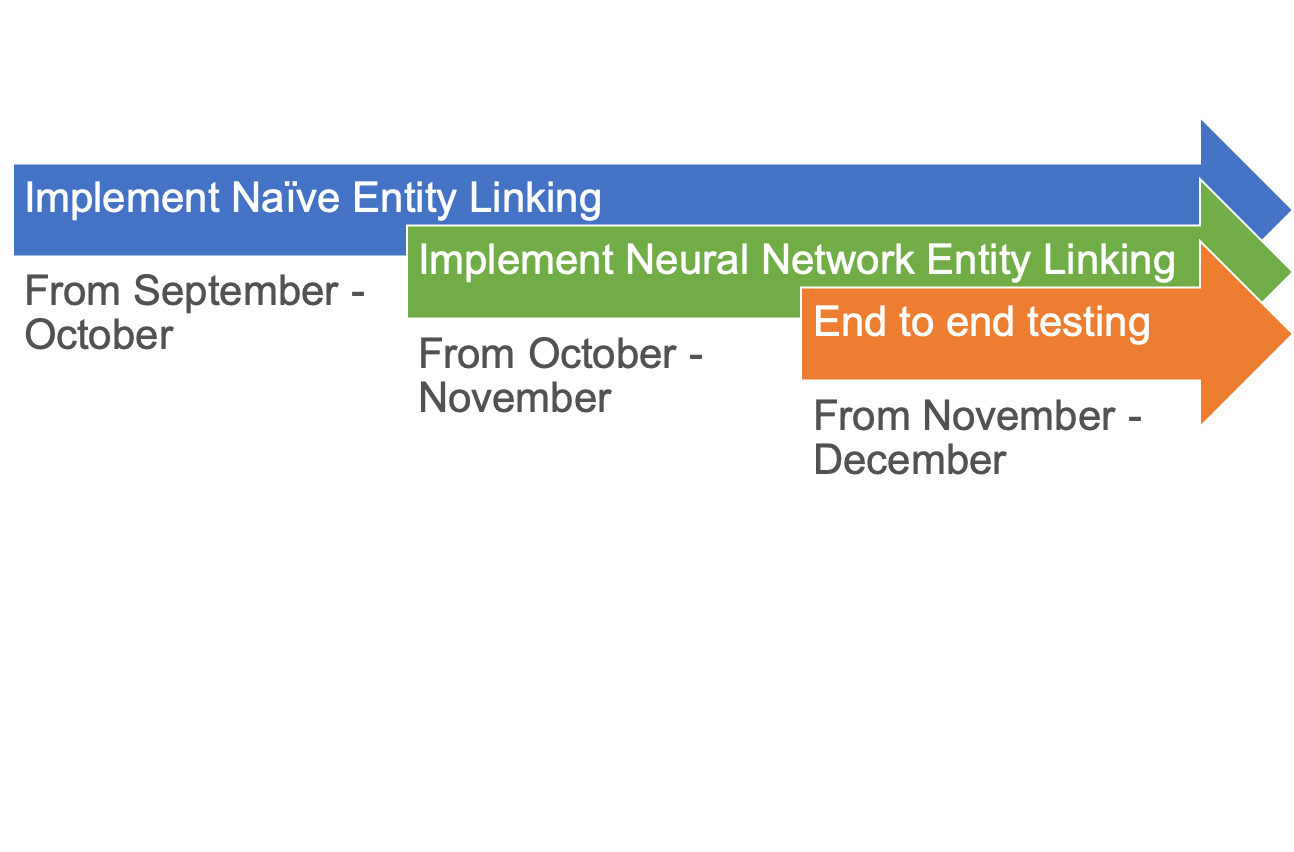 Implement Naïve Entity Linking
From September -
October
Implement Neural Network Entity Linking
From October -
November
End to end testing
From November -
December